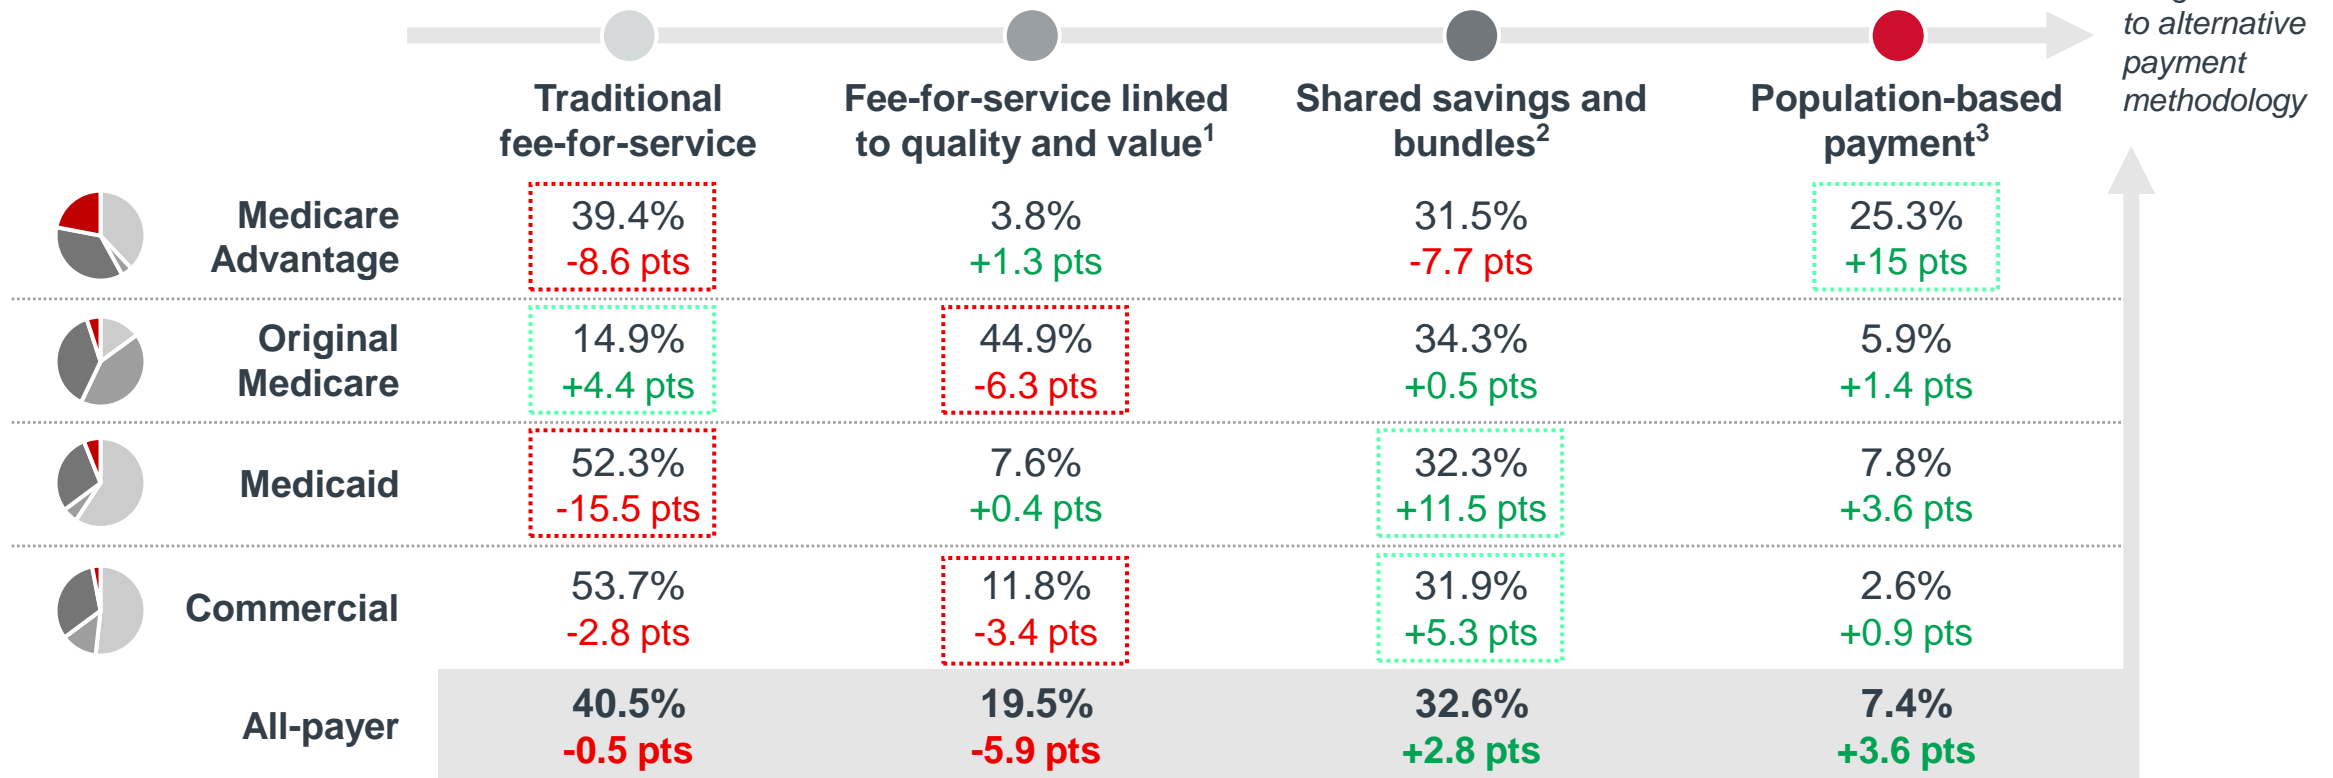 to alternative
payment
methodology
Traditional
fee-for-service
Fee-for-service linked
to quality and value¹
Shared savings and
bundles²
Population-based
payment³
Medicare
Advantage
39.4%
-8.6 pts
3.8%
+1.3 pts
31.5%
-7.7 pts
25.3%
+15 pts
Original
Medicare
14.9%
+4.4 pts
44.9%
-6.3 pts
34.3%
+0.5 pts
5.9%
+1.4 pts
Medicaid
52.3%
-15.5 pts
7.6%
+0.4 pts
32.3%
+11.5 pts
7.8%
+3.6 pts
Commercial
53.7%
-2.8 pts
11.8%
-3.4 pts
31.9%
+5.3 pts
2.6%
+0.9 pts
All-payer
40.5%
-0.5 pts
19.5%
-5.9 pts
32.6%
+2.8 pts
7.4%
+3.6 pts